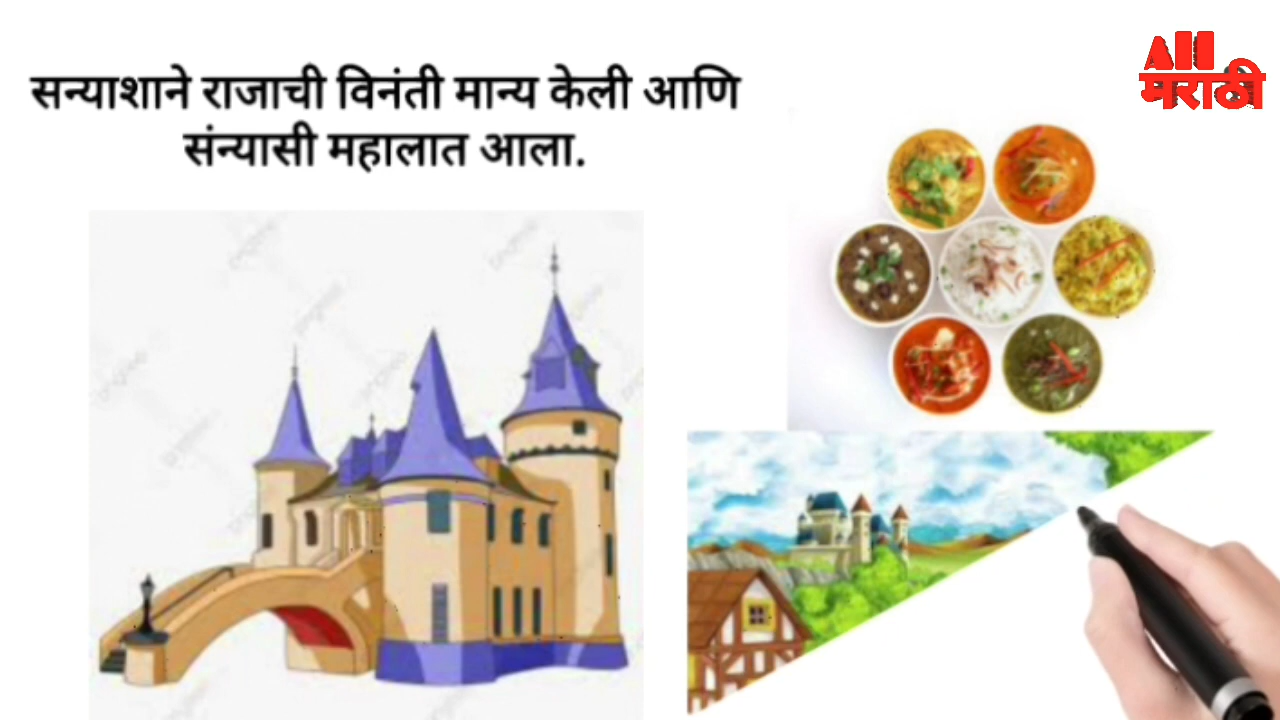 सन्याशाने राजाची विनंती मान्य केली आणि
संन्यासी महालात आला.
All
मराठी